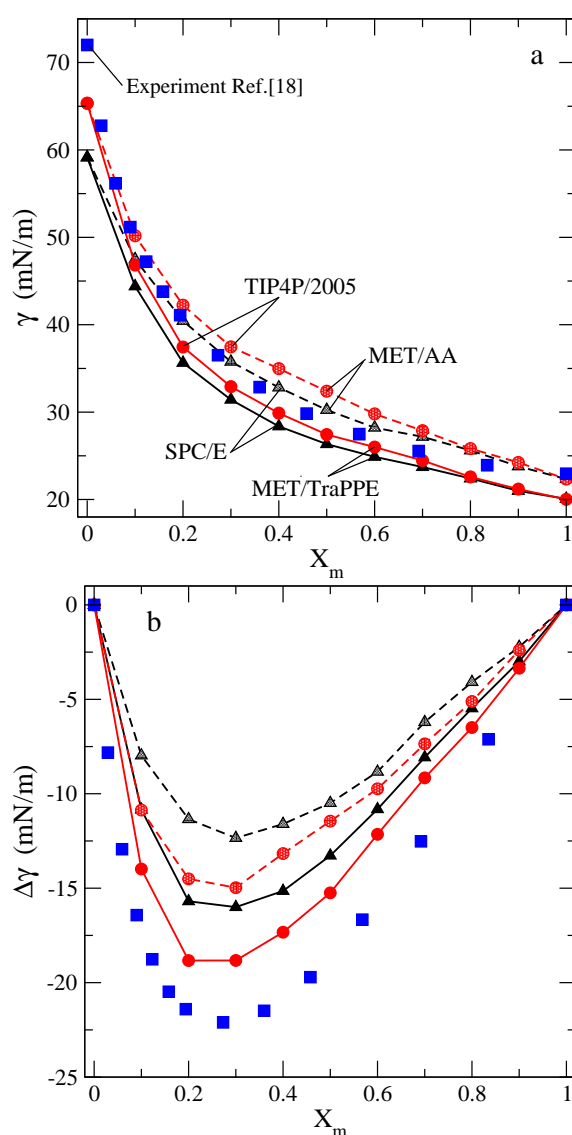 a
70
60
50
40
30
20
γ (mN/m)
Experiment Ref.[18]
TIP4P/2005
MET/AA
SPC/E
MET/TraPPE
0 0.2 0.4 0.6 0.8 1
X_m
b
0
-5
-10
-15
-20
-25
Δγ (mN/m)
0 0.2 0.4 0.6 0.8 1
X_m